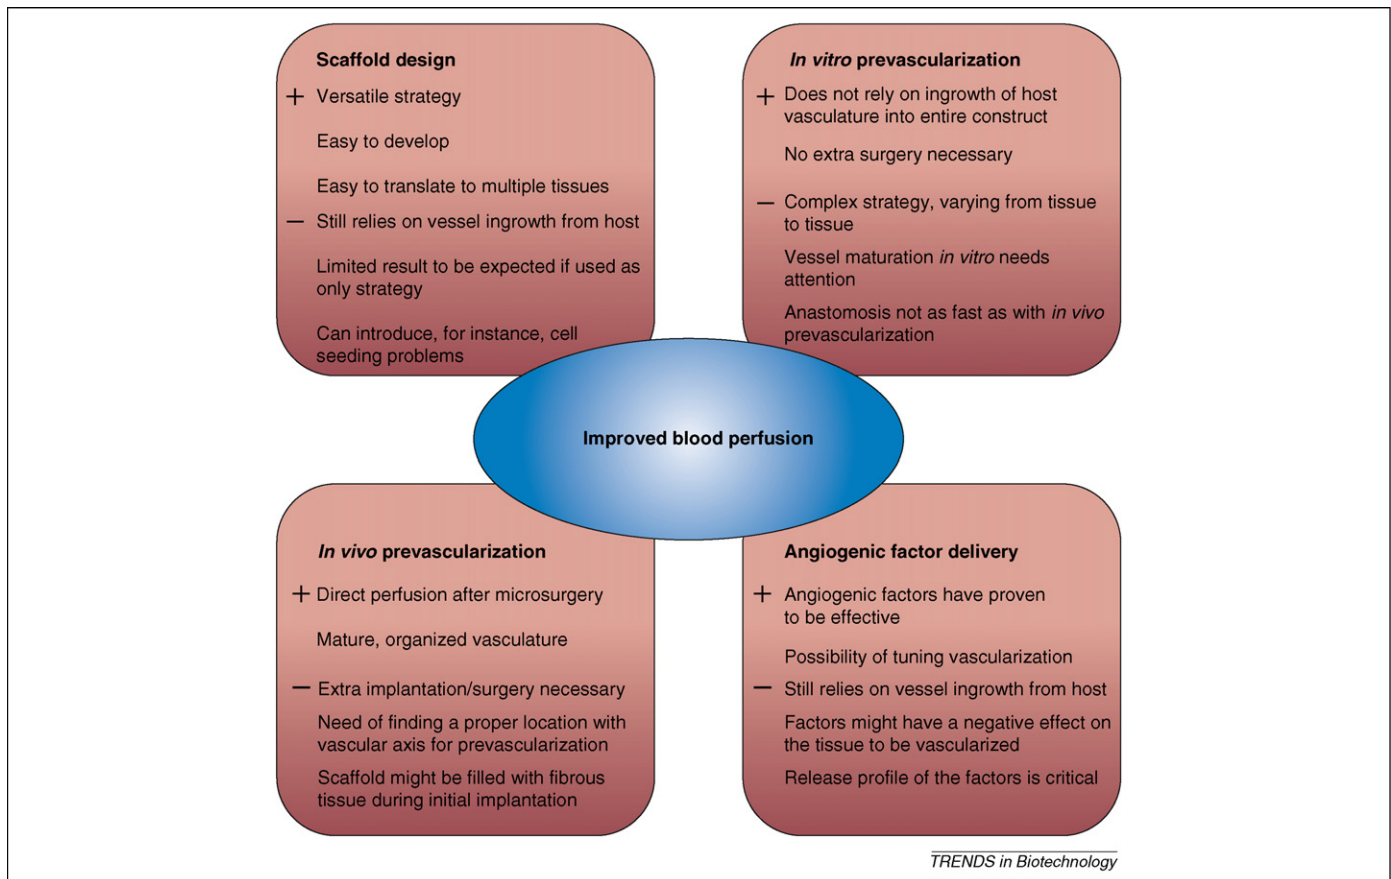 Scaffold design
+ Versatile strategy
Easy to develop
Easy to translate to multiple tissues
− Still relies on vessel ingrowth from host
Limited result to be expected if used as
only strategy
Can introduce, for instance, cell
seeding problems
In vitro prevascularization
+ Does not rely on ingrowth of host
vasculature into entire construct
No extra surgery necessary
− Complex strategy, varying from tissue
to tissue
Vessel maturation in vitro needs
attention
Anastomosis not as fast as with in vivo
prevascularization
Improved blood perfusion
In vivo prevascularization
+ Direct perfusion after microsurgery
Mature, organized vasculature
− Extra implantation/surgery necessary
Need of finding a proper location with
vascular axis for prevascularization
Scaffold might be filled with fibrous
tissue during initial implantation
Angiogenic factor delivery
+ Angiogenic factors have proven
to be effective
Possibility of tuning vascularization
− Still relies on vessel ingrowth from host
Factors might have a negative effect on
the tissue to be vascularized
Release profile of the factors is critical
TRENDS in Biotechnology